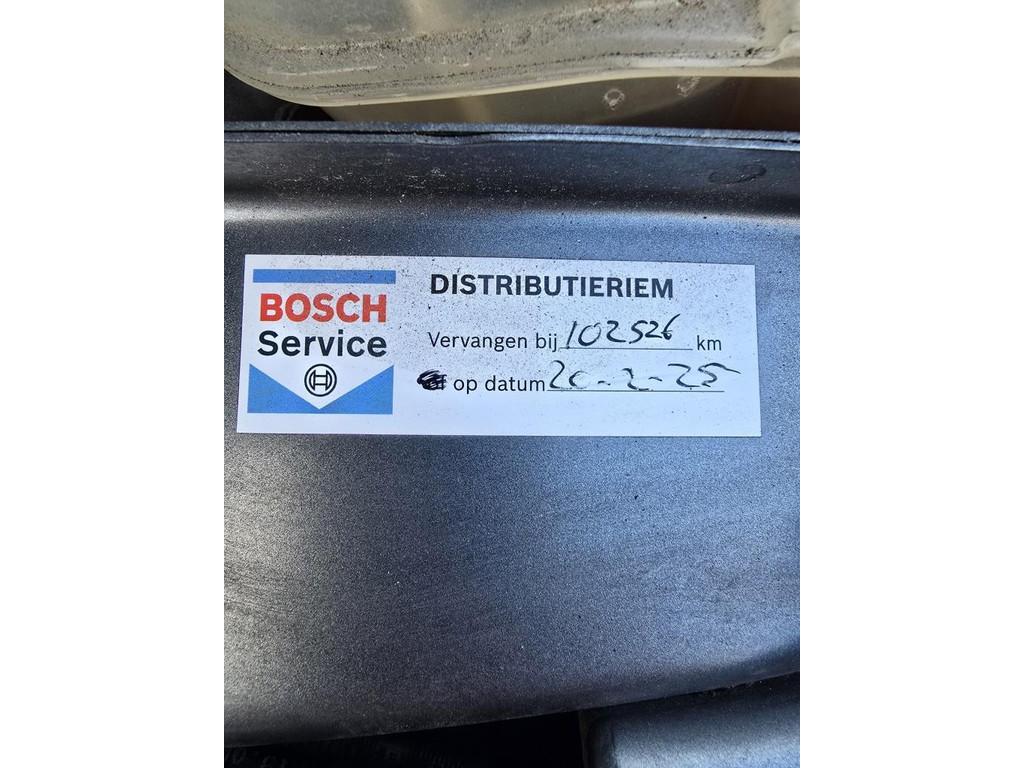 BOSCH
Service
DISTRIBUTIERIEM
Vervangen bij 102526 km
op datum 20-2-25